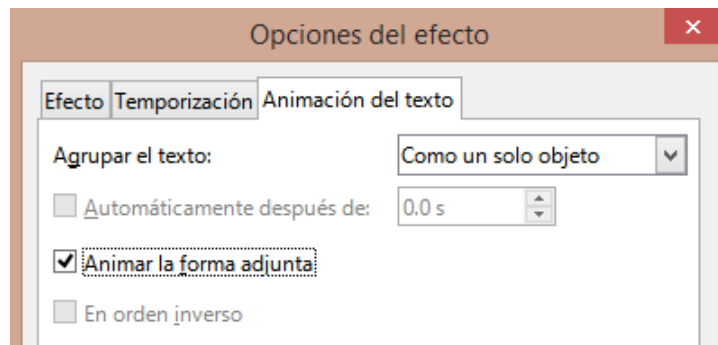 Opciones del efecto
Efecto Temporización Animación del texto
Agrupar el texto: Como un solo objeto
Automáticamente después de: 0.0 s
Animar la forma adjunta
En orden inverso